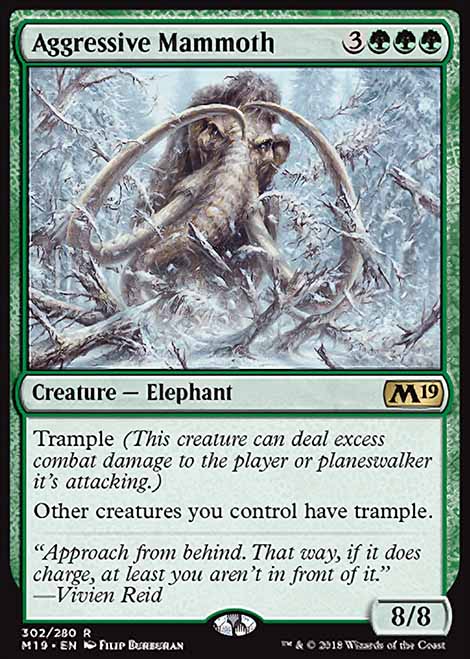 Aggressive Mammoth 3
Creature — Elephant M19
Trample (This creature can deal excess
combat damage to the player or planeswalker
it's attacking.)
Other creatures you control have trample.
“Approach from behind. That way, if it does
charge, at least you aren't in front of it.”
—Vivien Reid
8/8
302/280 R
M19 • EN Filip Burburan
™ & © 2018 Wizards of the Coast